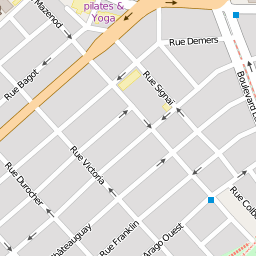 pilates &
Yoga
Mazenod
Rue Demers
Rue Bagot
Rue Signaï
Boulevard
Rue Victoria
Rue Durocher
Rue Colb
Châteauguay
Rue Franklin
Arago Ouest